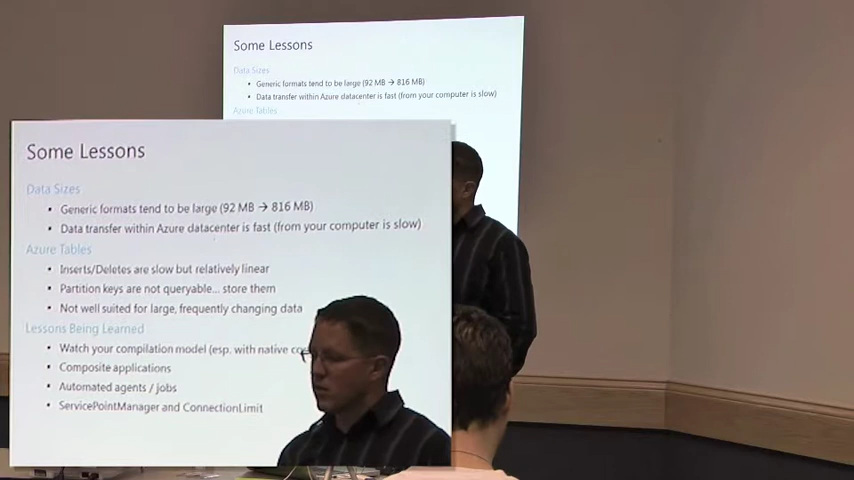 Some Lessons
Data Sizes
• Generic formats tend to be large (92 MB → 816 MB)
• Data transfer within Azure datacenter is fast (from your computer is slow)
Azure Tables
Some Lessons
Data Sizes
• Generic formats tend to be large (92 MB → 816 MB)
• Data transfer within Azure datacenter is fast (from your computer is slow)
Azure Tables
• Inserts/Deletes are slow but relatively linear
• Partition keys are not queryable... store them
• Not well suited for large, frequently changing data
Lessons Being Learned
• Watch your compilation model (esp. with native
• Composite applications
• Automated agents / jobs
• ServicePointManager and ConnectionLimit